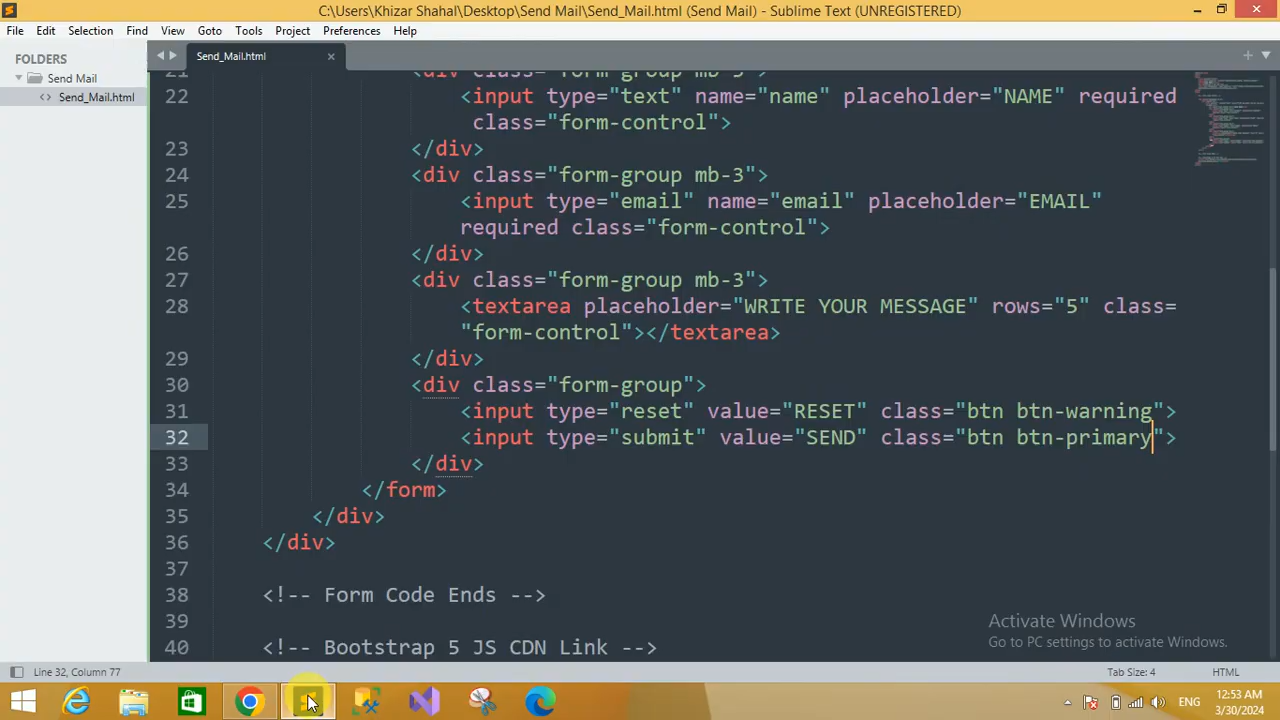 C:\Users\Khizar Shahal\Desktop\Send Mail\Send_Mail.html (Send Mail) - Sublime Text (UNREGISTERED)
File Edit Selection Find View Goto Tools Project Preferences Help
FOLDERS
Send Mail
<> Send_Mail.html
Send_Mail.html
21 <div class="form-group mb-3">
22 <input type="text" name="name" placeholder="NAME" required
class="form-control">
23 </div>
24 <div class="form-group mb-3">
25 <input type="email" name="email" placeholder="EMAIL"
required class="form-control">
26 </div>
27 <div class="form-group mb-3">
28 <textarea placeholder="WRITE YOUR MESSAGE" rows="5" class=
"form-control"></textarea>
29 </div>
30 <div class="form-group">
31 <input type="reset" value="RESET" class="btn btn-warning">
32 <input type="submit" value="SEND" class="btn btn-primary">
33 </div>
34 </form>
35 </div>
36 </div>
37
38 <!-- Form Code Ends -->
39
40 <!-- Bootstrap 5 JS CDN Link -->
Activate Windows
Go to PC settings to activate Windows.
Line 32, Column 77
Tab Size: 4
HTML
ENG
12:53 AM
3/30/2024